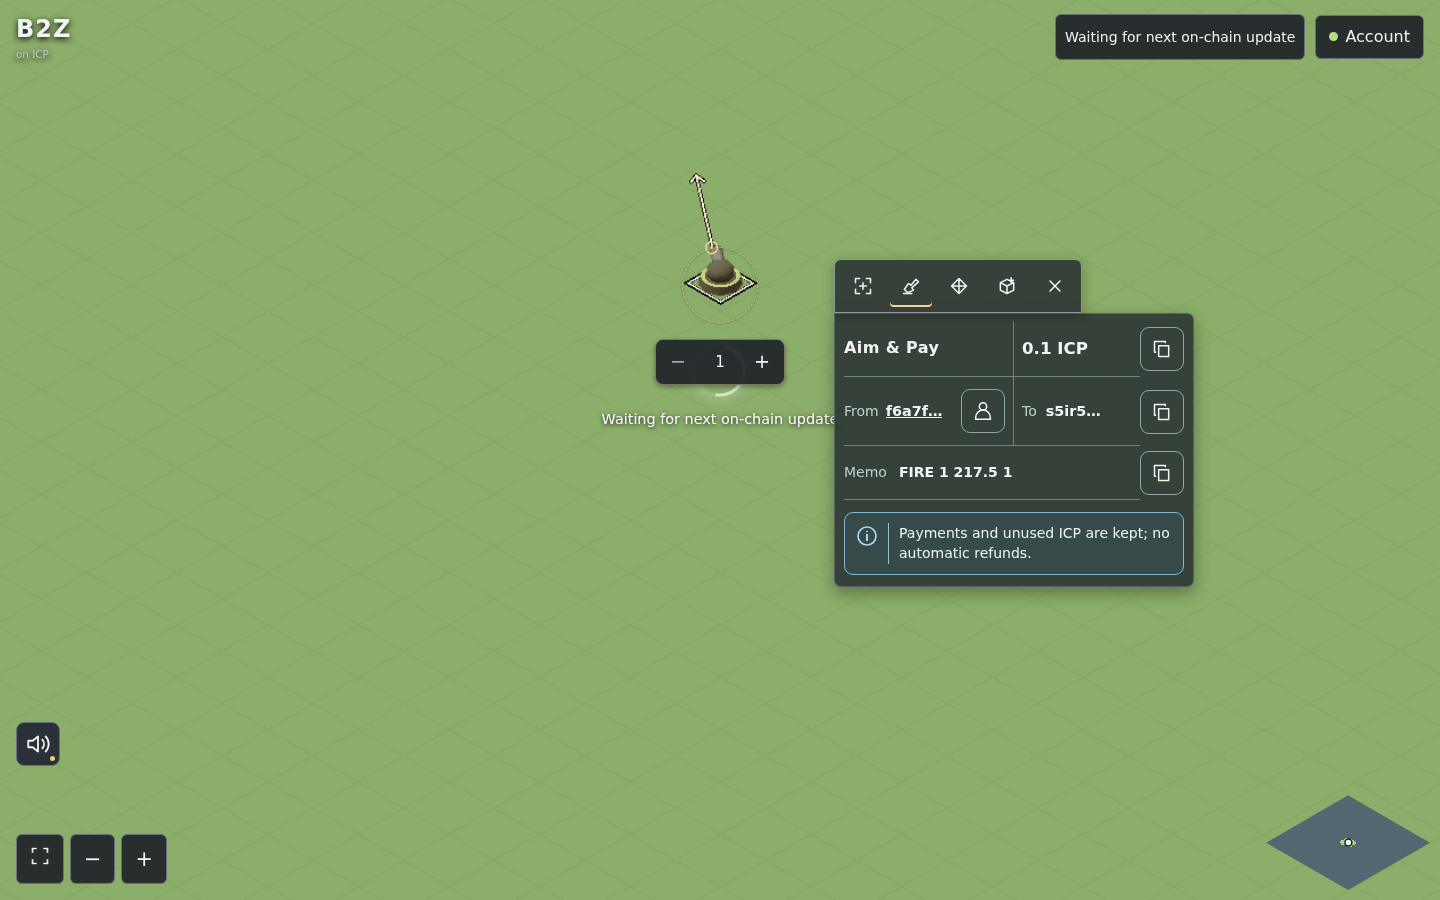 B2Z
on ICP
Waiting for next on-chain update
Account
Aim & Pay
0.1 ICP
From f6a7f...
To s5ir5...
Memo FIRE 1 217.5 1
Payments and unused ICP are kept; no
automatic refunds.
− 1 +
Waiting for next on-chain update